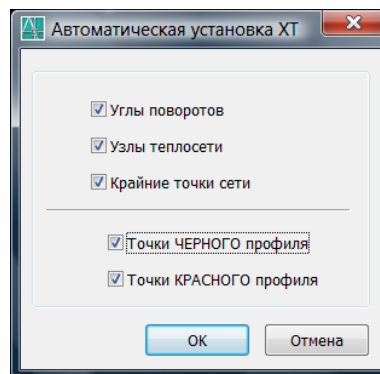 Автоматическая установка ХТ
Углы поворотов
Узлы теплосети
Крайние точки сети
Точки ЧЕРНОГО профиля
Точки КРАСНОГО профиля
ОК
Отмена